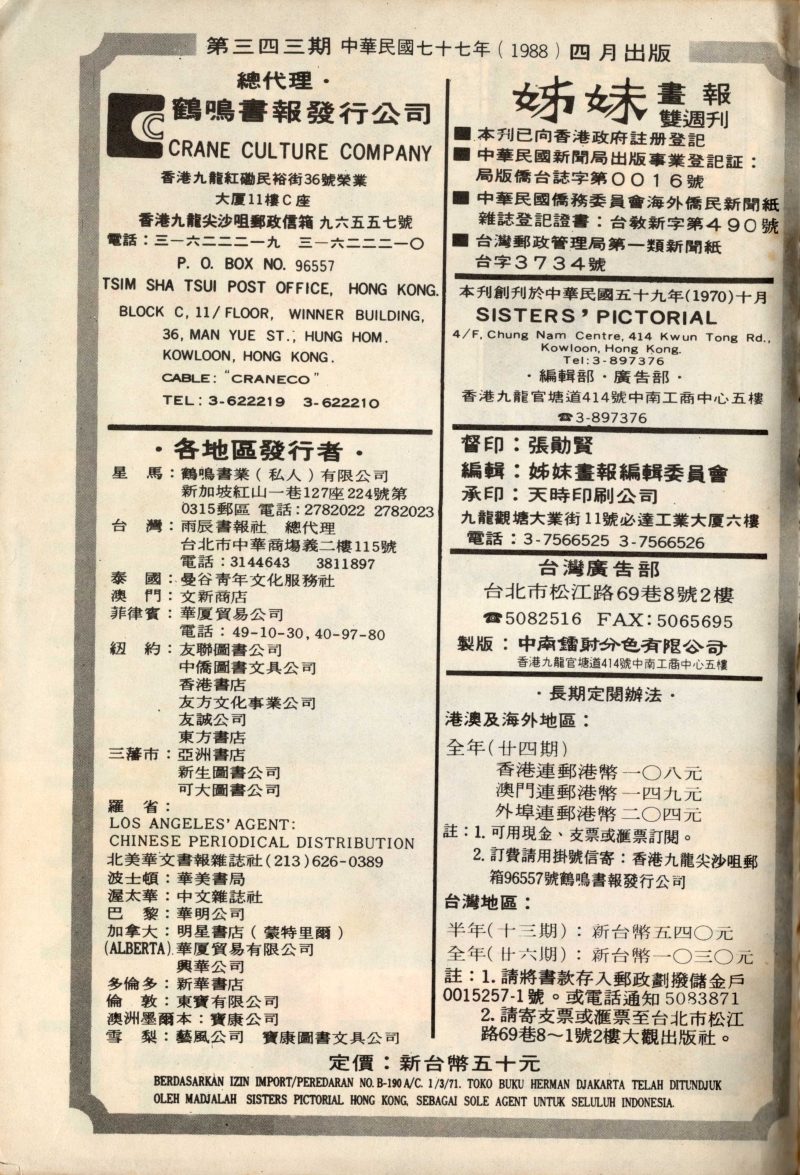 第三四三期 中華民國七十七年(1988)四月出版
總代理·
鶴鳴書報發行公司
CRANE CULTURE COMPANY
香港九龍紅磡民裕街36號榮業
大厦11樓C座
香港九龍尖沙咀郵政信箱 九六五五七號
電話:三－六二二二一九 三－六二二二一〇
P. O. BOX NO. 96557
TSIM SHA TSUI POST OFFICE, HONG KONG.
BLOCK C, 11/ FLOOR, WINNER BUILDING,
36, MAN YUE ST., HUNG HOM.
KOWLOON, HONG KONG.
CABLE: "CRANECO"
TEL: 3-622219 3-622210
·各地區發行者·
星 馬:鶴鳴書業(私人)有限公司
新加坡紅山一巷127座224號第
0315郵區 電話:2782022 2782023
台 灣:雨辰書報社 總代理
台北市中華商塲義二樓115號
電話:3144643 3811897
泰 國:曼谷青年文化服務社
澳 門:文新商店
菲律賓:華厦貿易公司
電話:49-10-30, 40-97-80
紐 約:友聯圖書公司
中僑圖書文具公司
香港書店
友方文化事業公司
友誠公司
東方書店
三藩市:亞洲書店
新生圖書公司
可大圖書公司
羅 省:
LOS ANGELES' AGENT:
CHINESE PERIODICAL DISTRIBUTION
北美華文書報雜誌社(213)626-0389
波士頓:華美書局
渥太華:中文雜誌社
巴 黎:華明公司
加拿大:明星書店(蒙特里爾)
(ALBERTA) 華厦貿易有限公司
興華公司
多倫多:新華書店
倫 敦:東寶有限公司
澳洲墨爾本:寶康公司
雪 梨:藝風公司 寶康圖書文具公司
姊妹畫報
雙週刊
■ 本刊已向香港政府註册登記
■ 中華民國新聞局出版事業登記証:
局版僑台誌字第0016號
■ 中華民國僑務委員會海外僑民新聞紙
雜誌登記證書:台教新字第490號
■ 台灣郵政管理局第一類新聞紙
台字3734號
本刊創刊於中華民國五十九年(1970)十月
SISTERS' PICTORIAL
4/F, Chung Nam Centre, 414 Kwun Tong Rd.,
Kowloon, Hong Kong.
Tel:3-897376
·編輯部·廣告部·
香港九龍官塘道414號中南工商中心五樓
☎3-897376
督印:張勛賢
編輯:姊妹畫報編輯委員會
承印:天時印刷公司
九龍觀塘大業街11號必達工業大厦六樓
電話:3-7566525 3-7566526
台灣廣告部
台北市松江路69巷8號2樓
☎5082516 FAX:5065695
製版:中南鐳射分色有限公司
香港九龍官塘道414號中南工商中心五樓
·長期定閱辦法·
港澳及海外地區:
全年(廿四期)
香港連郵港幣一〇八元
澳門連郵港幣一四九元
外埠連郵港幣二〇四元
註:1. 可用現金、支票或滙票訂閱。
2. 訂費請用掛號信寄:香港九龍尖沙咀郵
箱96557號鶴鳴書報發行公司
台灣地區:
半年(十三期):新台幣五四〇元
全年(廿六期):新台幣一〇三〇元
註:1. 請將書款存入郵政劃撥儲金戶
0015257-1號。或電話通知5083871
2. 請寄支票或滙票至台北市松江
路69巷8～1號2樓大觀出版社。
定價:新台幣五十元
BERDASARKAN IZIN IMPORT/PEREDARAN NO. B-190 A/C. 1/3/71. TOKO BUKU HERMAN DJAKARTA TELAH DITUNDJUK
OLEH MADJALAH SISTERS PICTORIAL HONG KONG, SEBAGAI SOLE AGENT UNTUK SELULUH INDONESIA.